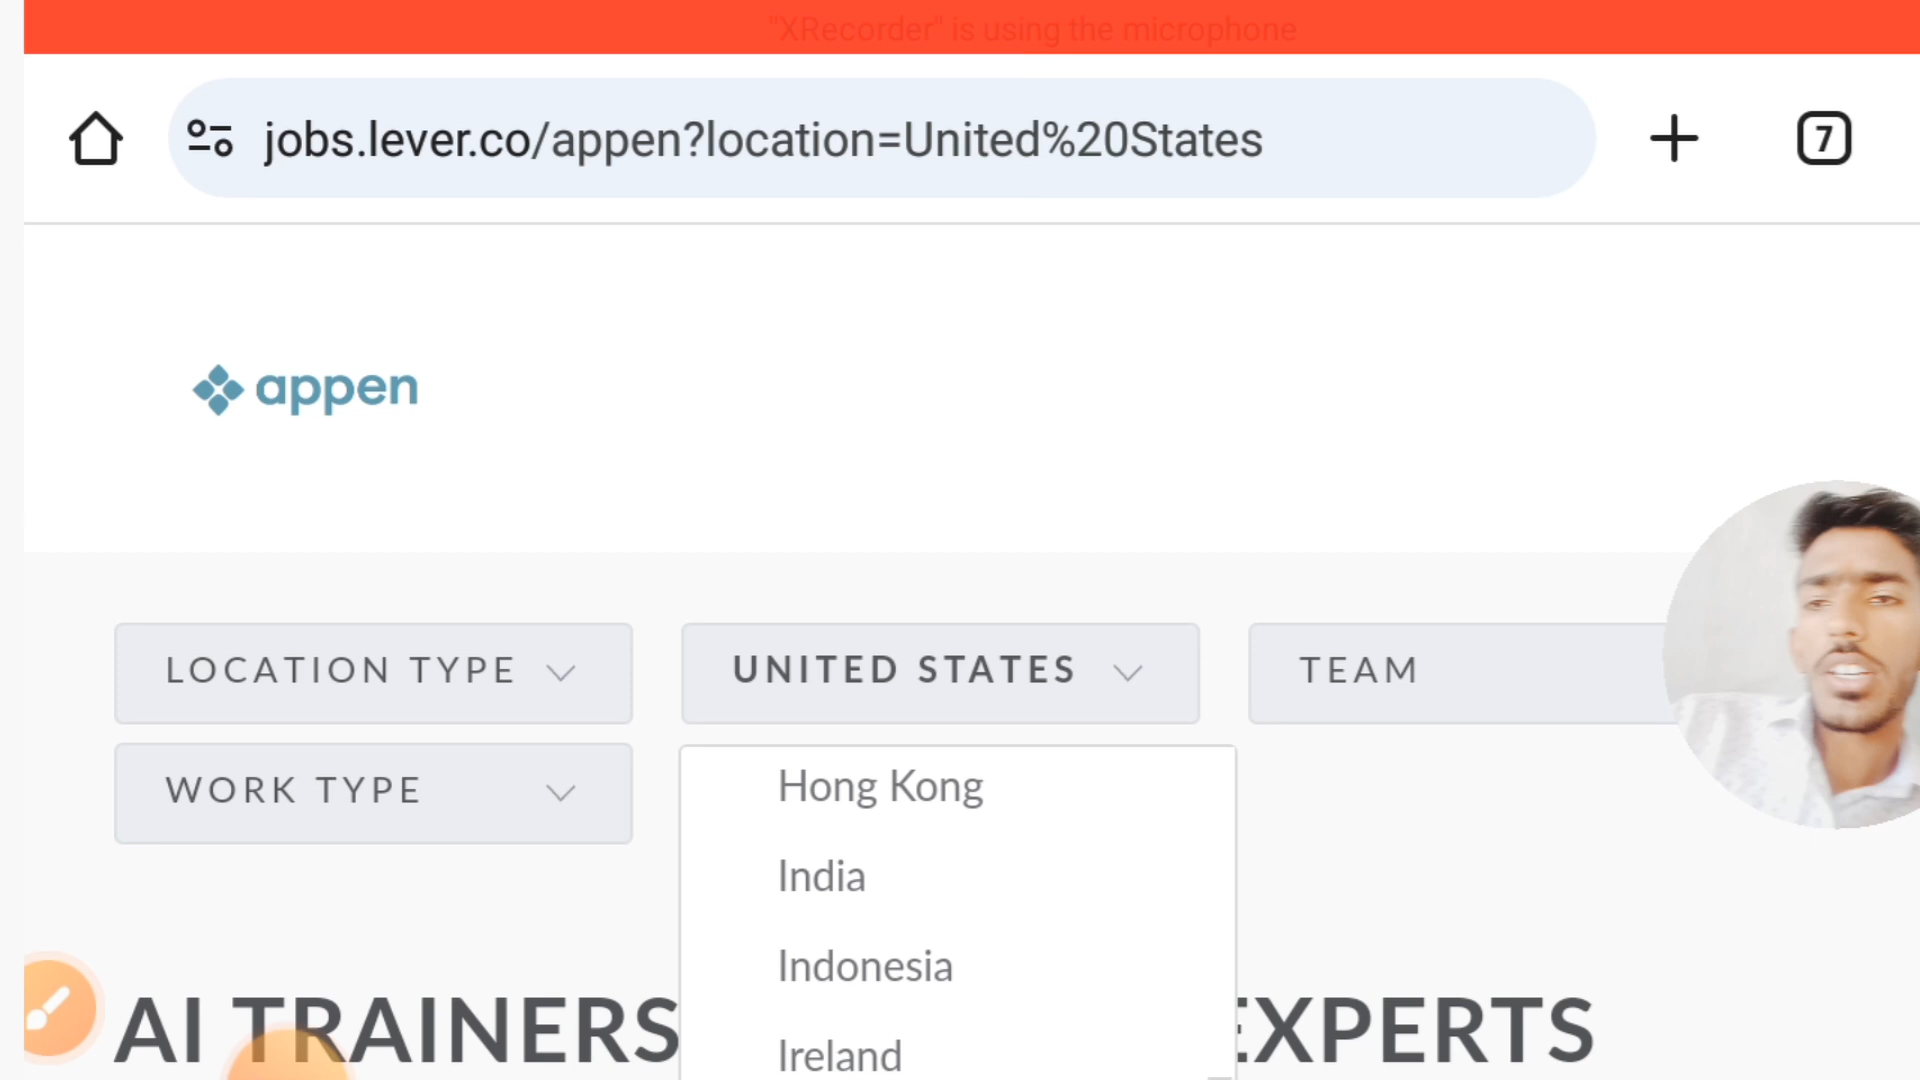 "XRecorder" is using the microphone
jobs.lever.co/appen?location=United%20States
7
appen
LOCATION TYPE
UNITED STATES
TEAM
WORK TYPE
Hong Kong
India
Indonesia
Ireland
AI TRAINERS EXPERTS